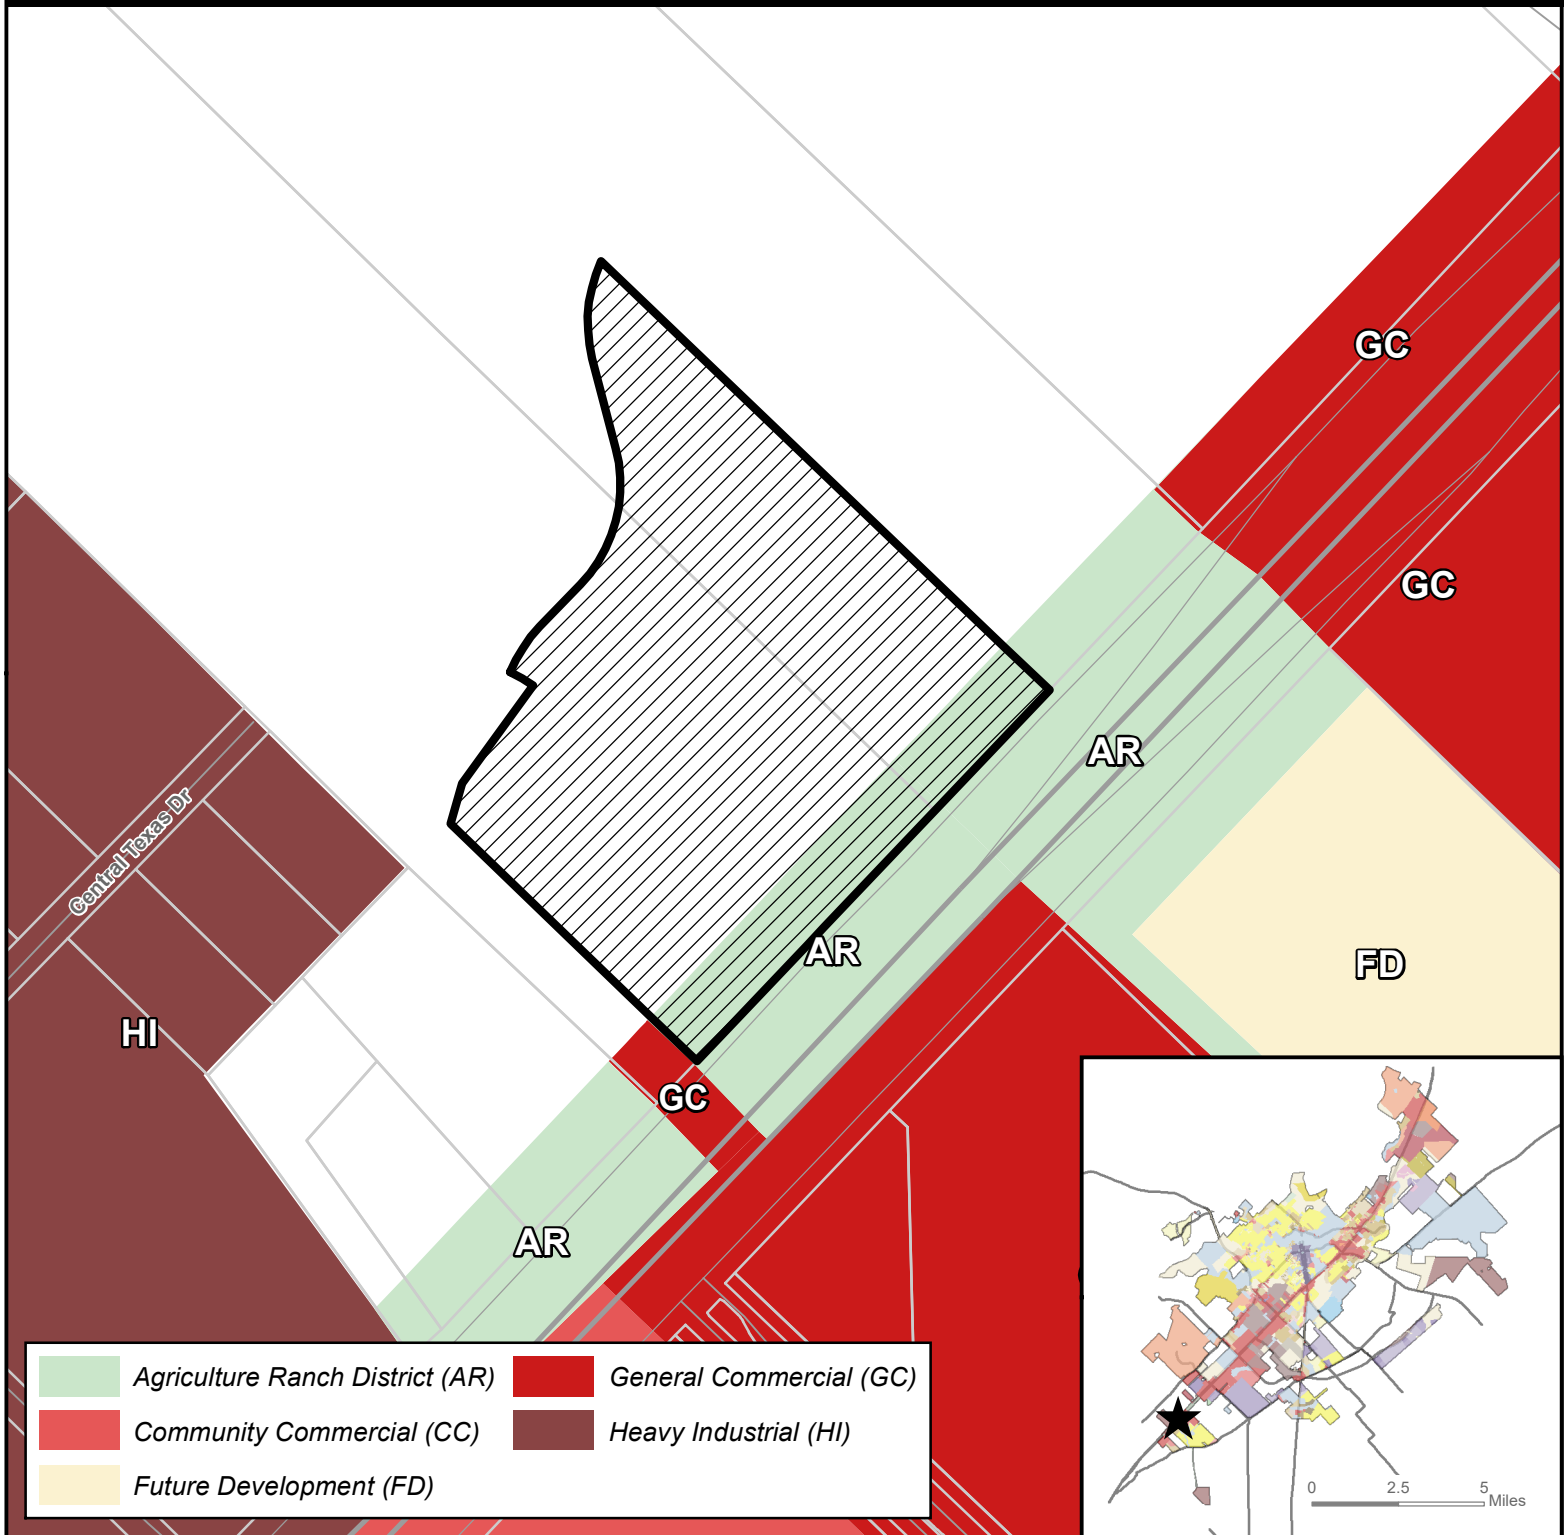 GC
GC
AR
Central Texas Dr
AR
FD
HI
GC
AR
Agriculture Ranch District (AR)
General Commercial (GC)
Community Commercial (CC)
Heavy Industrial (HI)
Future Development (FD)
0 2.5 5
Miles